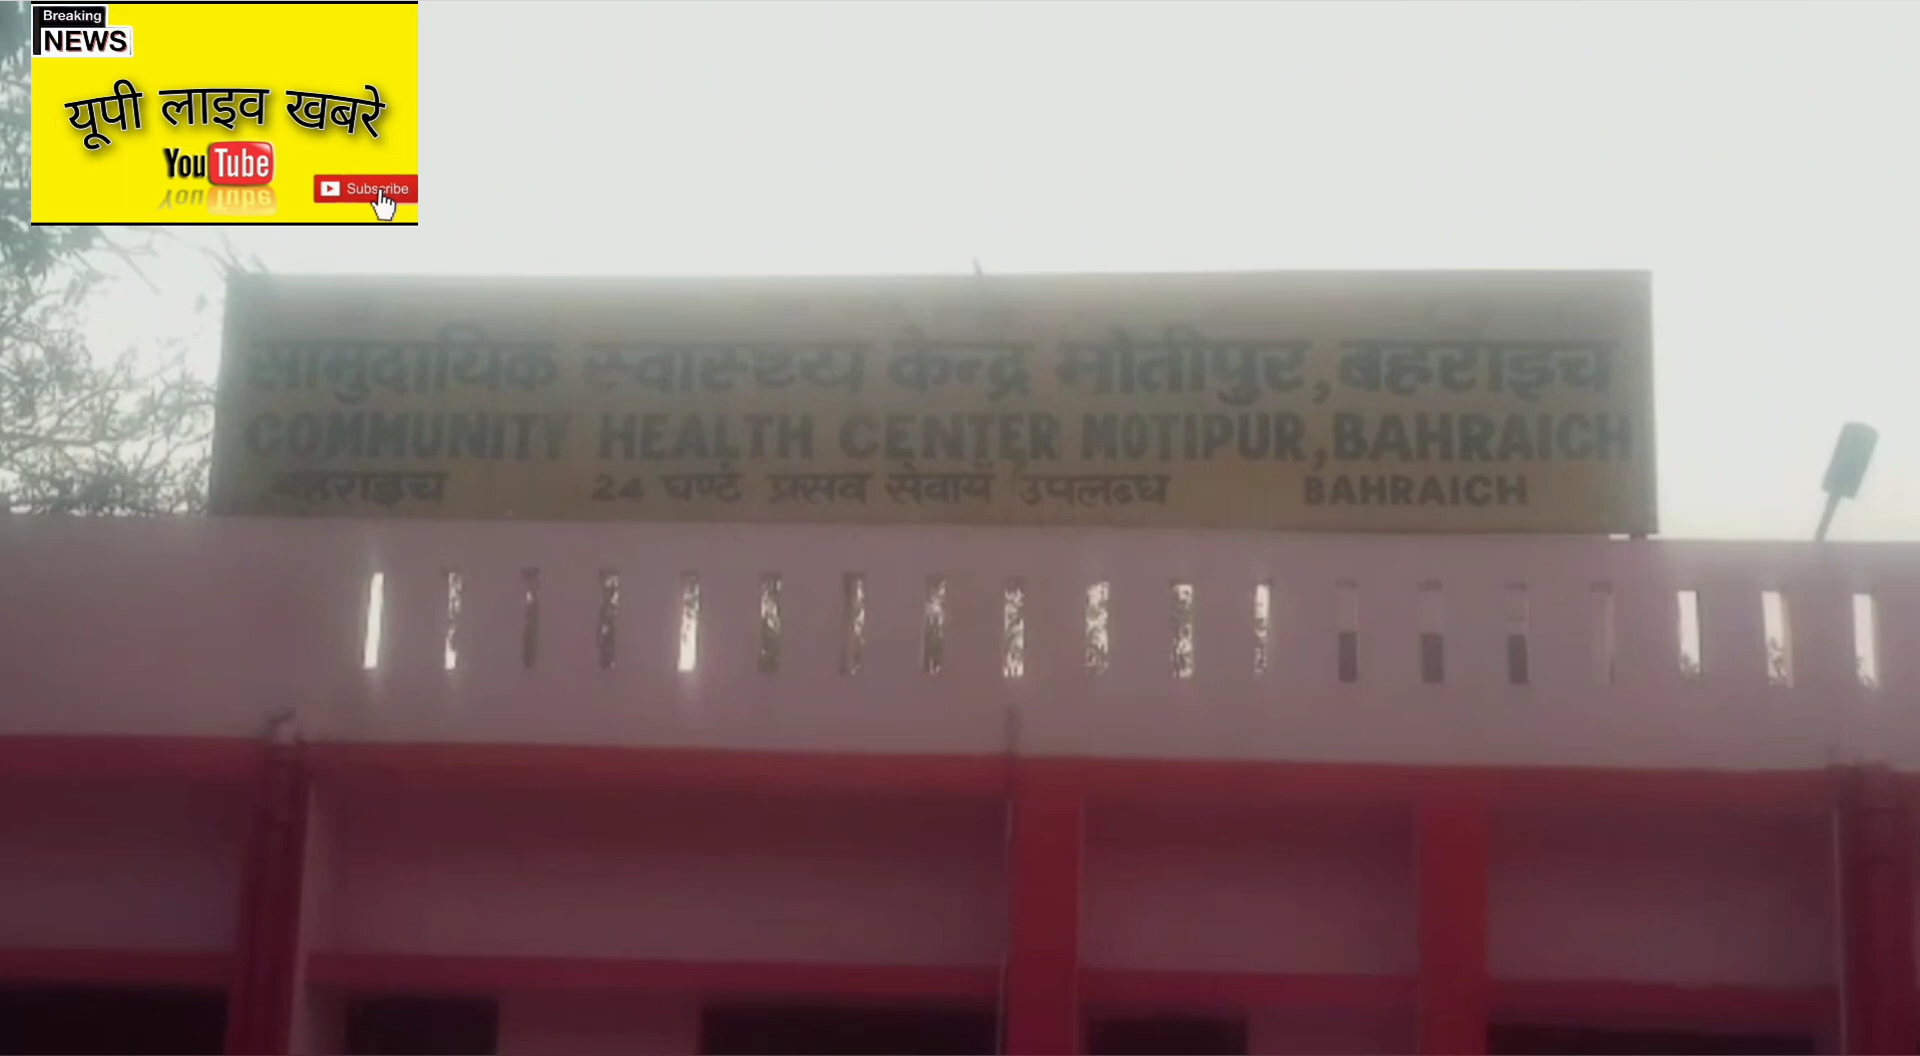 Breaking
NEWS
यूपी लाइव खबरे
YouTube
Subscribe
सामुदायिक स्वास्थ्य केन्द्र मोतीपुर, बहराइच
COMMUNITY HEALTH CENTER MOTIPUR, BAHRAICH
बहराइच 24 घण्टे प्रसव सेवायें उपलब्ध BAHRAICH